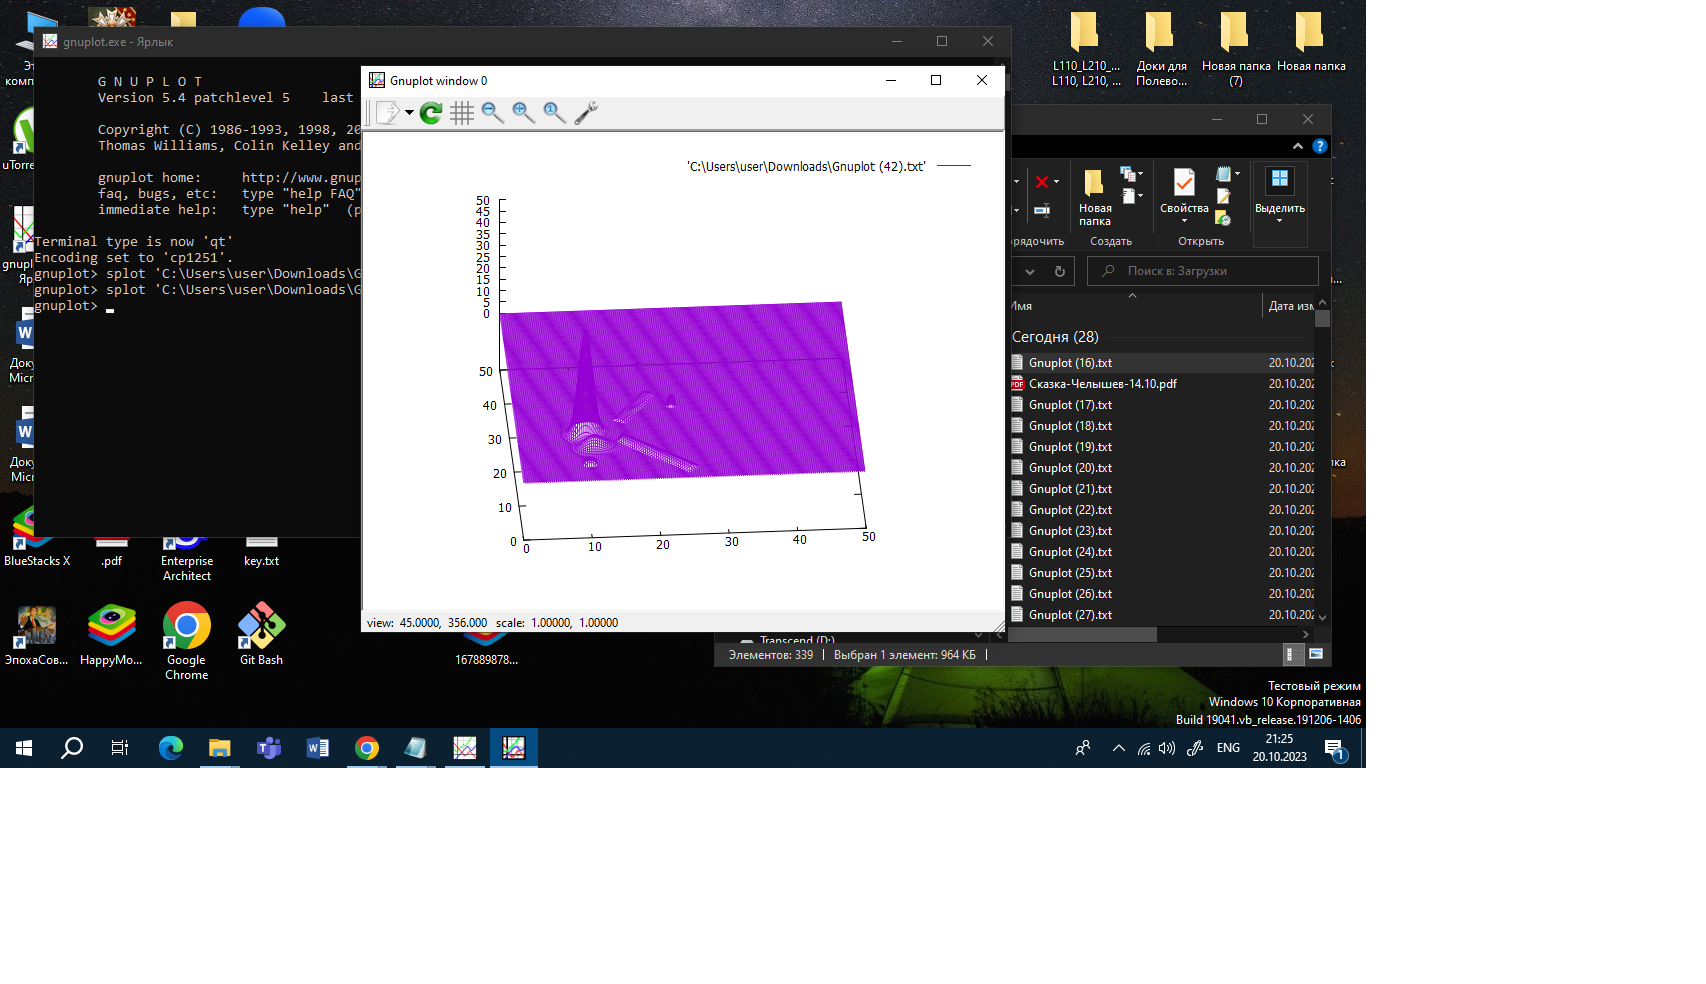 gnuplot.exe - Ярлык
G N U P L O T
Version 5.4 patchlevel 5    last
Copyright (C) 1986-1993, 1998, 20
Thomas Williams, Colin Kelley and
gnuplot home:     http://www.gnup
faq, bugs, etc:   type "help FAQ"
immediate help:   type "help"  (p
Terminal type is now 'qt'
Encoding set to 'cp1251'.
gnuplot> splot 'C:\Users\user\Downloads\G
gnuplot> splot 'C:\Users\user\Downloads\G
gnuplot>
Gnuplot window 0
'C:\Users\user\Downloads\Gnuplot (42).txt'
50
45
40
35
30
25
20
15
10
5
0
50
40
30
20
10
0
0
10
20
30
40
50
view: 45.0000, 356.000 scale: 1.00000, 1.00000
L110_L210_...
L110, L210, ...
Доки для
Полево...
Новая папка
(7)
Новая папка
Новая
папка
Свойства
Выделить
Создать
Открыть
Поиск в: Загрузки
Имя
Дата изм
Сегодня (28)
Gnuplot (16).txt 20.10.202
Сказка-Челышев-14.10.pdf 20.10.202
Gnuplot (17).txt 20.10.202
Gnuplot (18).txt 20.10.202
Gnuplot (19).txt 20.10.202
Gnuplot (20).txt 20.10.202
Gnuplot (21).txt 20.10.202
Gnuplot (22).txt 20.10.202
Gnuplot (23).txt 20.10.202
Gnuplot (24).txt 20.10.202
Gnuplot (25).txt 20.10.202
Gnuplot (26).txt 20.10.202
Gnuplot (27).txt 20.10.202
Transcend (D:)
Элементов: 339 | Выбран 1 элемент: 964 КБ |
uTorre
gnupl
Яр
Доку
Micr
Доку
Micr
BlueStacks X
.pdf
Enterprise
Architect
key.txt
ЭпохаСов...
HappyMo...
Google
Chrome
Git Bash
167889878...
Тестовый режим
Windows 10 Корпоративная
Build 19041.vb_release.191206-1406
ENG
21:25
20.10.2023
1